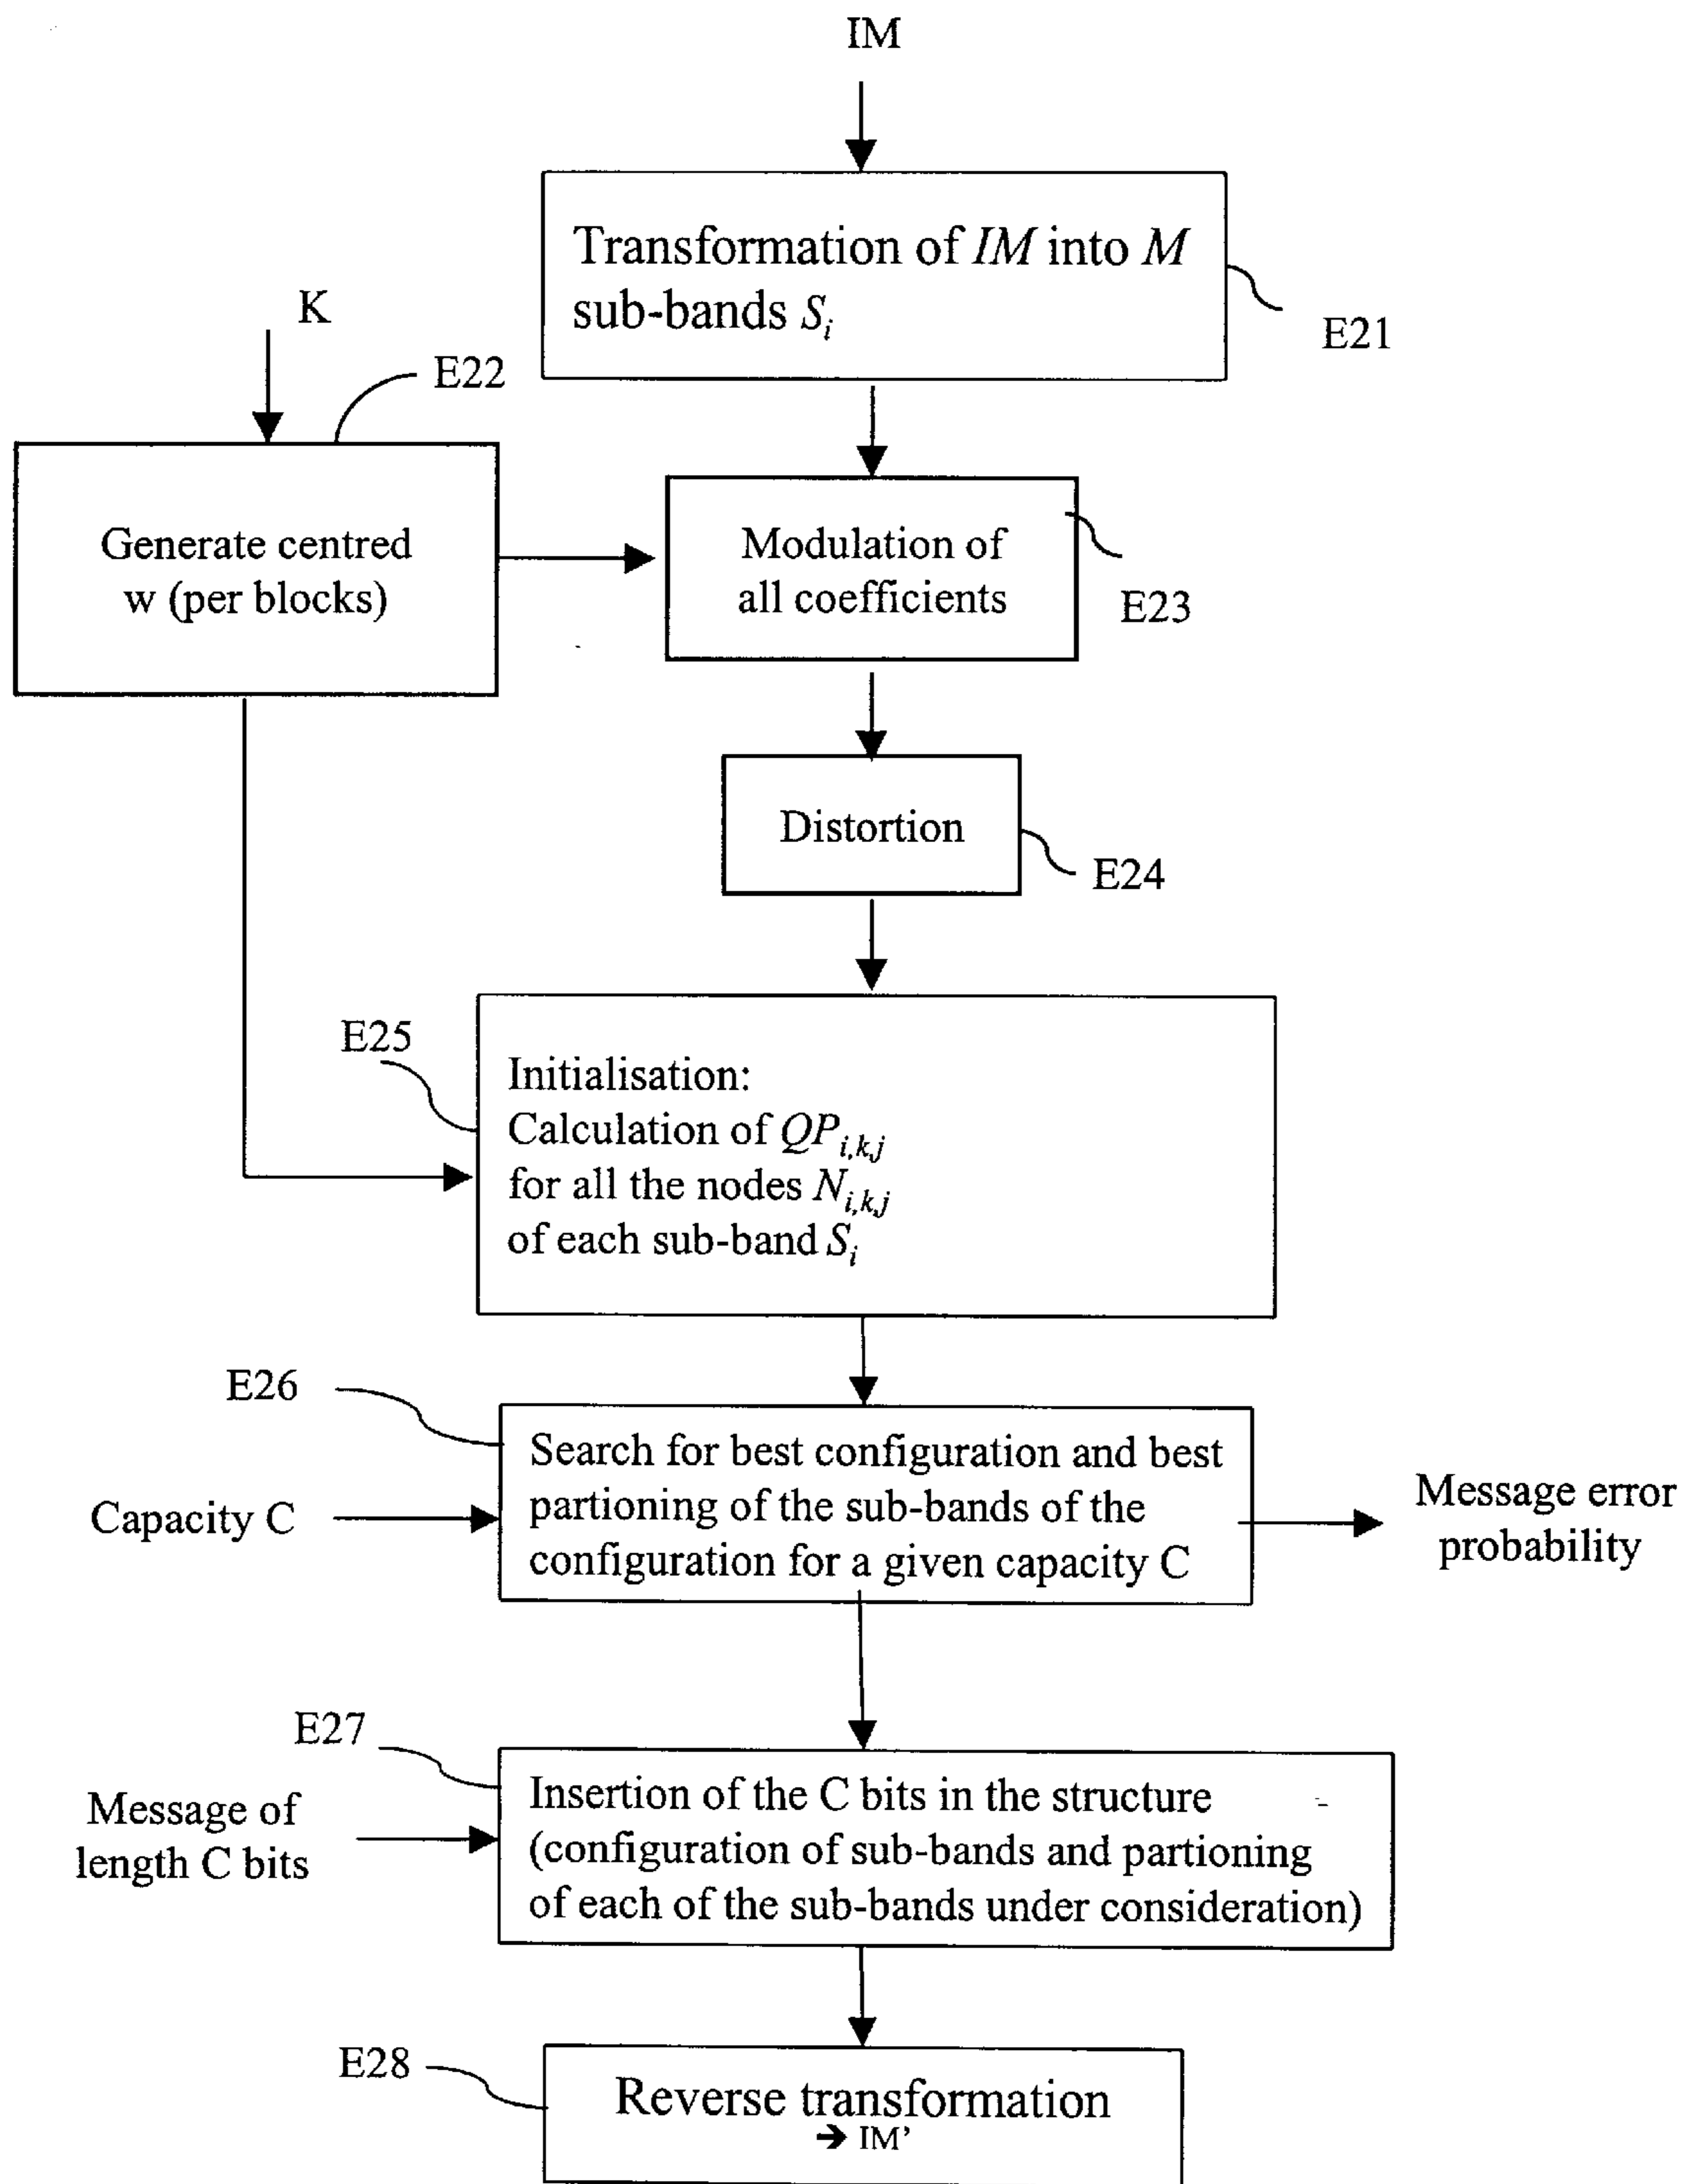 IM
Transformation of IM into M
sub-bands Si
E21
K
E22
Generate centred
w (per blocks)
Modulation of
all coefficients
E23
Distortion
E24
E25
Initialisation:
Calculation of QPi,k,j
for all the nodes Ni,k,j
of each sub-band Si
E26
Search for best configuration and best
partioning of the sub-bands of the
configuration for a given capacity C
Capacity C
Message error
probability
E27
Message of
length C bits
Insertion of the C bits in the structure
(configuration of sub-bands and partioning
of each of the sub-bands under consideration)
E28
Reverse transformation
➔ IM'